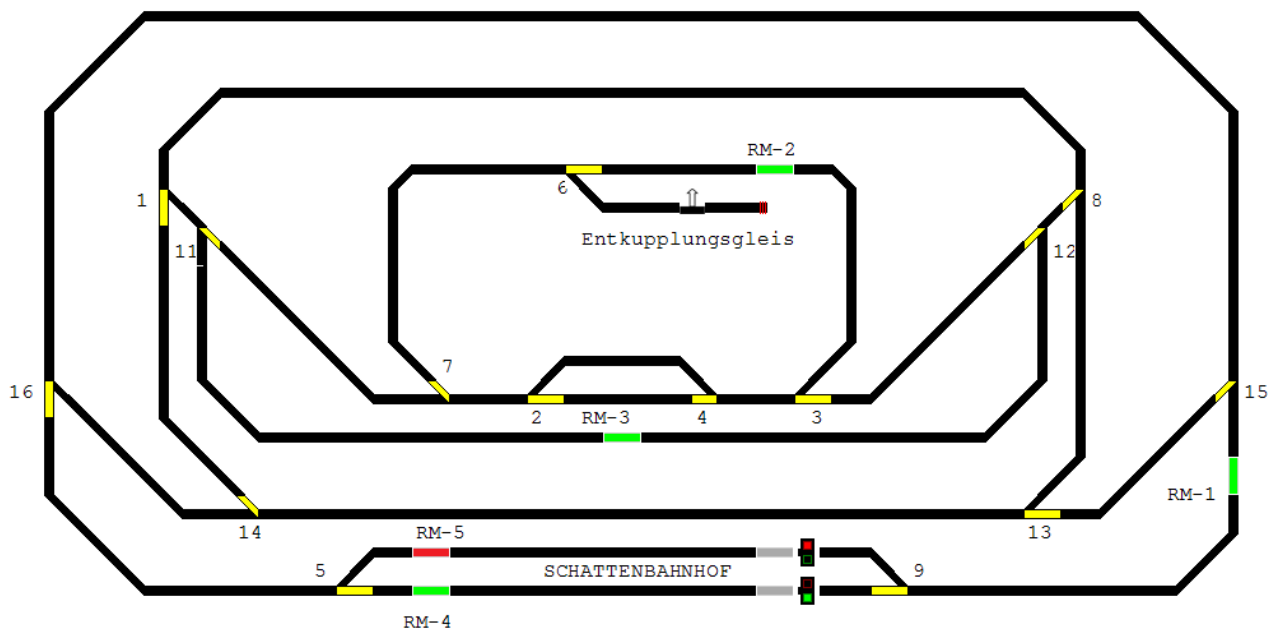 RM-2
6
1
8
Entkupplungsgleis
11
12
7
16
15
2
RM-3
4
3
RM-1
14
RM-5
13
5
SCHATTENBAHNHOF
9
RM-4